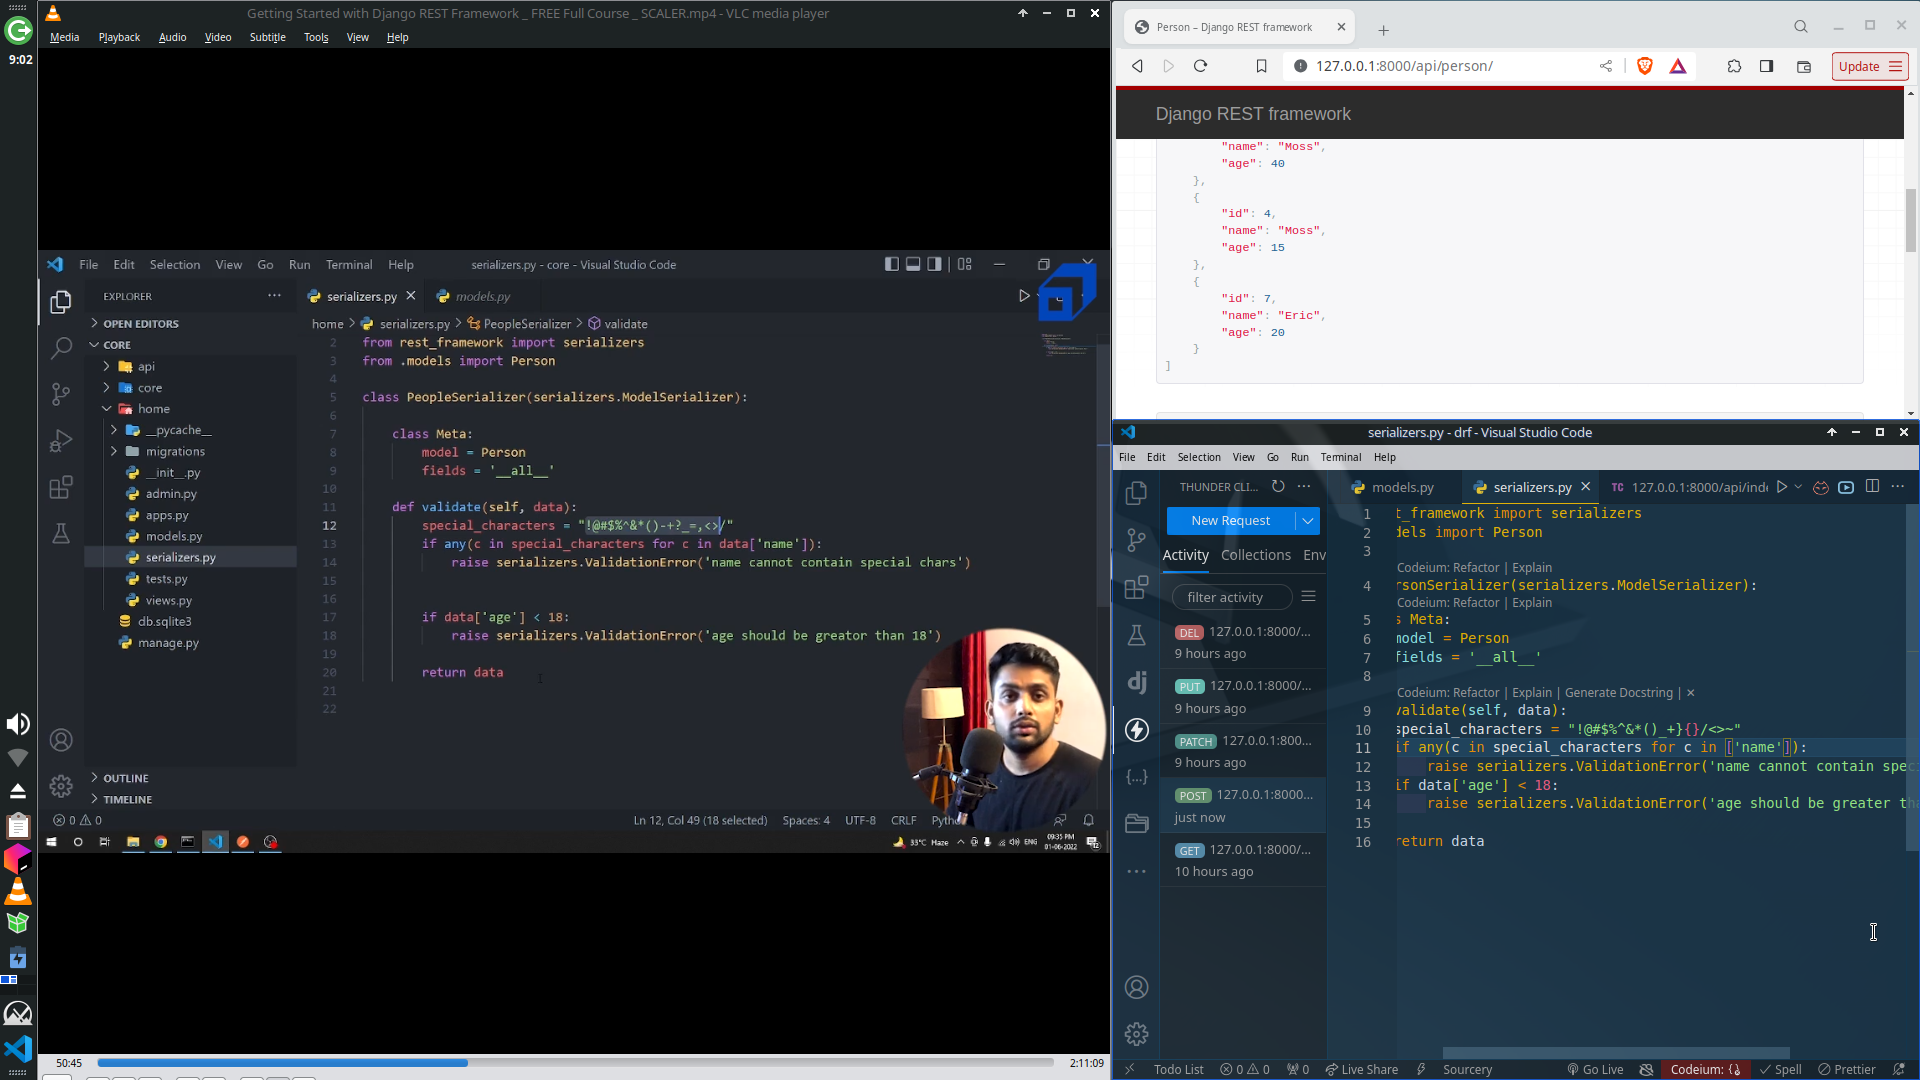 9:02
Getting Started with Django REST Framework _ FREE Full Course _ SCALER.mp4 - VLC media player
Media Playback Audio Video Subtitle Tools View Help
File Edit Selection View Go Run Terminal Help
serializers.py - core - Visual Studio Code
EXPLORER
OPEN EDITORS
CORE
api
core
home
__pycache__
migrations
__init__.py
admin.py
apps.py
models.py
serializers.py
tests.py
views.py
db.sqlite3
manage.py
OUTLINE
TIMELINE
serializers.py models.py
home > serializers.py > PeopleSerializer > validate
2 from rest_framework import serializers
3 from .models import Person
4
5 class PeopleSerializer(serializers.ModelSerializer):
6
7 class Meta:
8 model = Person
9 fields = '__all__'
10
11 def validate(self, data):
12 special_characters = "!@#$%^&*()-+?_=,<>/"
13 if any(c in special_characters for c in data['name']):
14 raise serializers.ValidationError('name cannot contain special chars')
15
16
17 if data['age'] < 18:
18 raise serializers.ValidationError('age should be greater than 18')
19
20 return data
21
22
0 0
Ln 12, Col 49 (18 selected) Spaces: 4 UTF-8 CRLF Pyth
33°C Haze ENG 09:35 PM
01-06-2022
50:45 2:11:09
Person – Django REST framework
127.0.0.1:8000/api/person/
Update
Django REST framework
"name": "Moss",
"age": 40
},
{
"id": 4,
"name": "Moss",
"age": 15
},
{
"id": 7,
"name": "Eric",
"age": 20
}
]
serializers.py - drf - Visual Studio Code
File Edit Selection View Go Run Terminal Help
THUNDER CLI...
New Request
Activity Collections Env
filter activity
DEL 127.0.0.1:8000/...
9 hours ago
PUT 127.0.0.1:8000/...
9 hours ago
PATCH 127.0.0.1:800...
9 hours ago
POST 127.0.0.1:8000...
just now
GET 127.0.0.1:8000/...
10 hours ago
models.py serializers.py TC 127.0.0.1:8000/api/inde
1 t_framework import serializers
2 dels import Person
3
Codeium: Refactor | Explain
4 rsonSerializer(serializers.ModelSerializer):
Codeium: Refactor | Explain
5 s Meta:
6 model = Person
7 fields = '__all__'
8
Codeium: Refactor | Explain | Generate Docstring | ×
9 validate(self, data):
10 special_characters = "!@#$%^&*()_+}{}/<>~"
11 if any(c in special_characters for c in ['name']):
12 raise serializers.ValidationError('name cannot contain spec
13 if data['age'] < 18:
14 raise serializers.ValidationError('age should be greater th
15
16 return data
Todo List 0 0 0 Live Share Sourcery Go Live Codeium: {} Spell Prettier